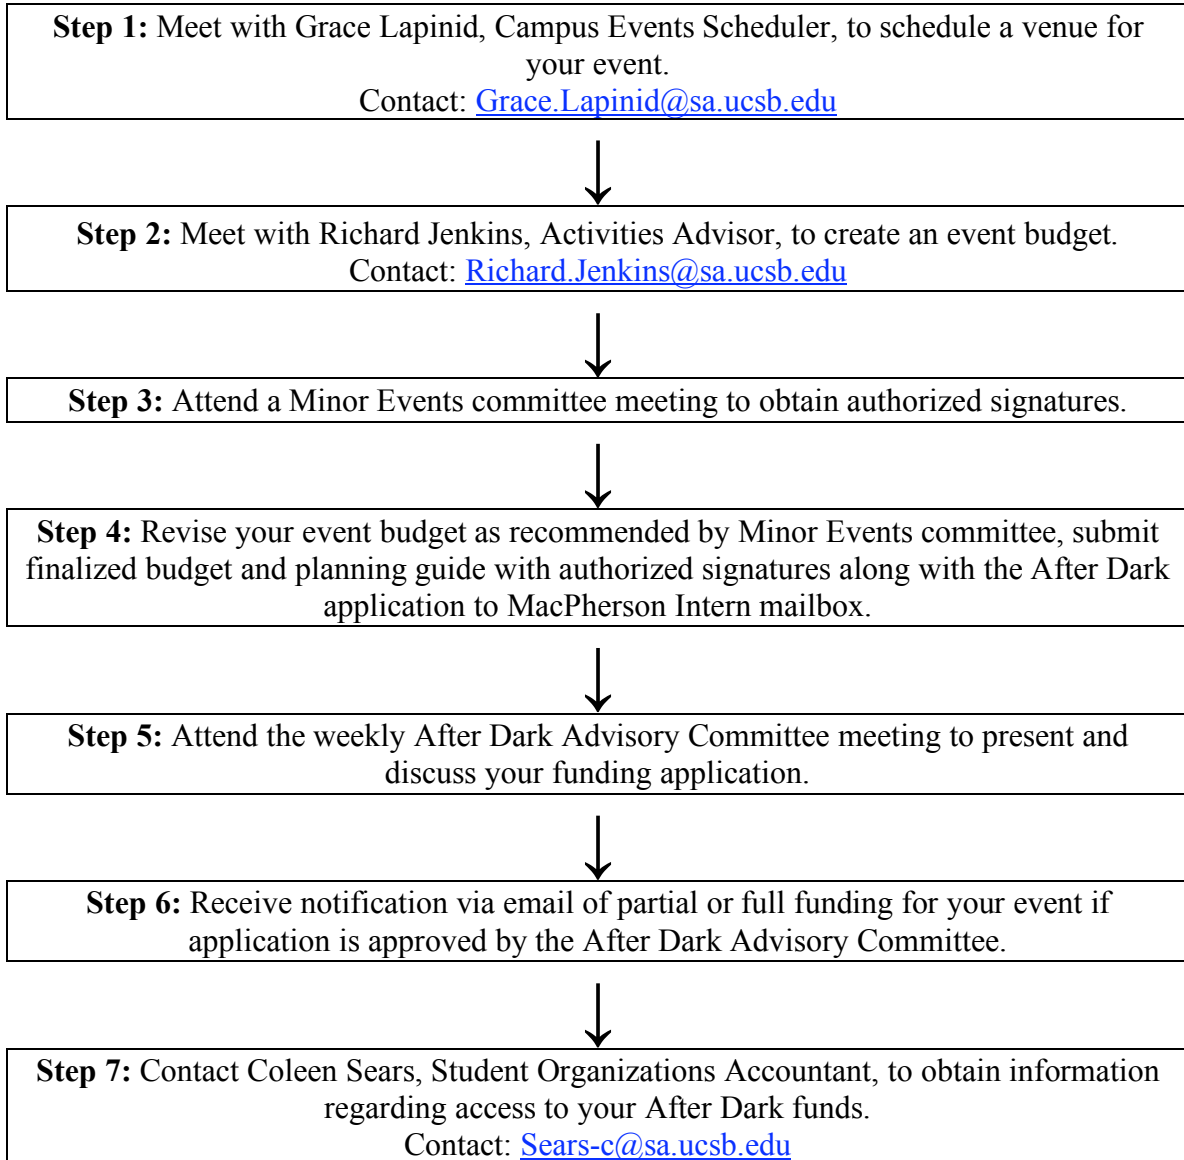 Step 1: Meet with Grace Lapinid, Campus Events Scheduler, to schedule a venue for
your event.
Contact: Grace.Lapinid@sa.ucsb.edu
Step 2: Meet with Richard Jenkins, Activities Advisor, to create an event budget.
Contact: Richard.Jenkins@sa.ucsb.edu
Step 3: Attend a Minor Events committee meeting to obtain authorized signatures.
Step 4: Revise your event budget as recommended by Minor Events committee, submit
finalized budget and planning guide with authorized signatures along with the After Dark
application to MacPherson Intern mailbox.
Step 5: Attend the weekly After Dark Advisory Committee meeting to present and
discuss your funding application.
Step 6: Receive notification via email of partial or full funding for your event if
application is approved by the After Dark Advisory Committee.
Step 7: Contact Coleen Sears, Student Organizations Accountant, to obtain information
regarding access to your After Dark funds.
Contact: Sears-c@sa.ucsb.edu